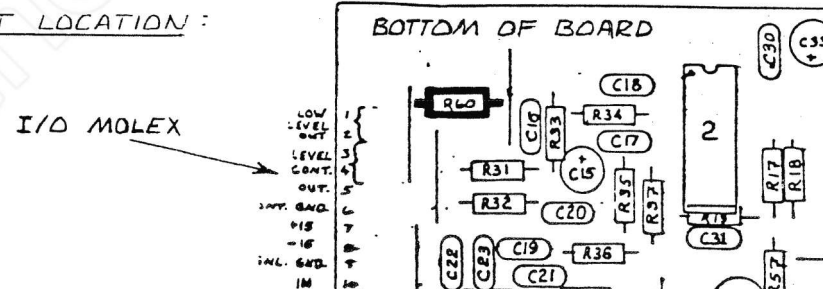 T LOCATION:
BOTTOM OF BOARD
I/O MOLEX
LOW 1
LEVEL
OUT 2
LEVEL 3
CONT. 4
OUT. 5
INT. GND 6
+15 7
-15 8
INL. GND 9
IN 10
R60
C16
R33
C18
R34
C17
+
C15
R31
R32
C20
R35
R37
C22
C23
C19
C21
R36
2
C30
C33
+
R17
R18
R19
C31
R57